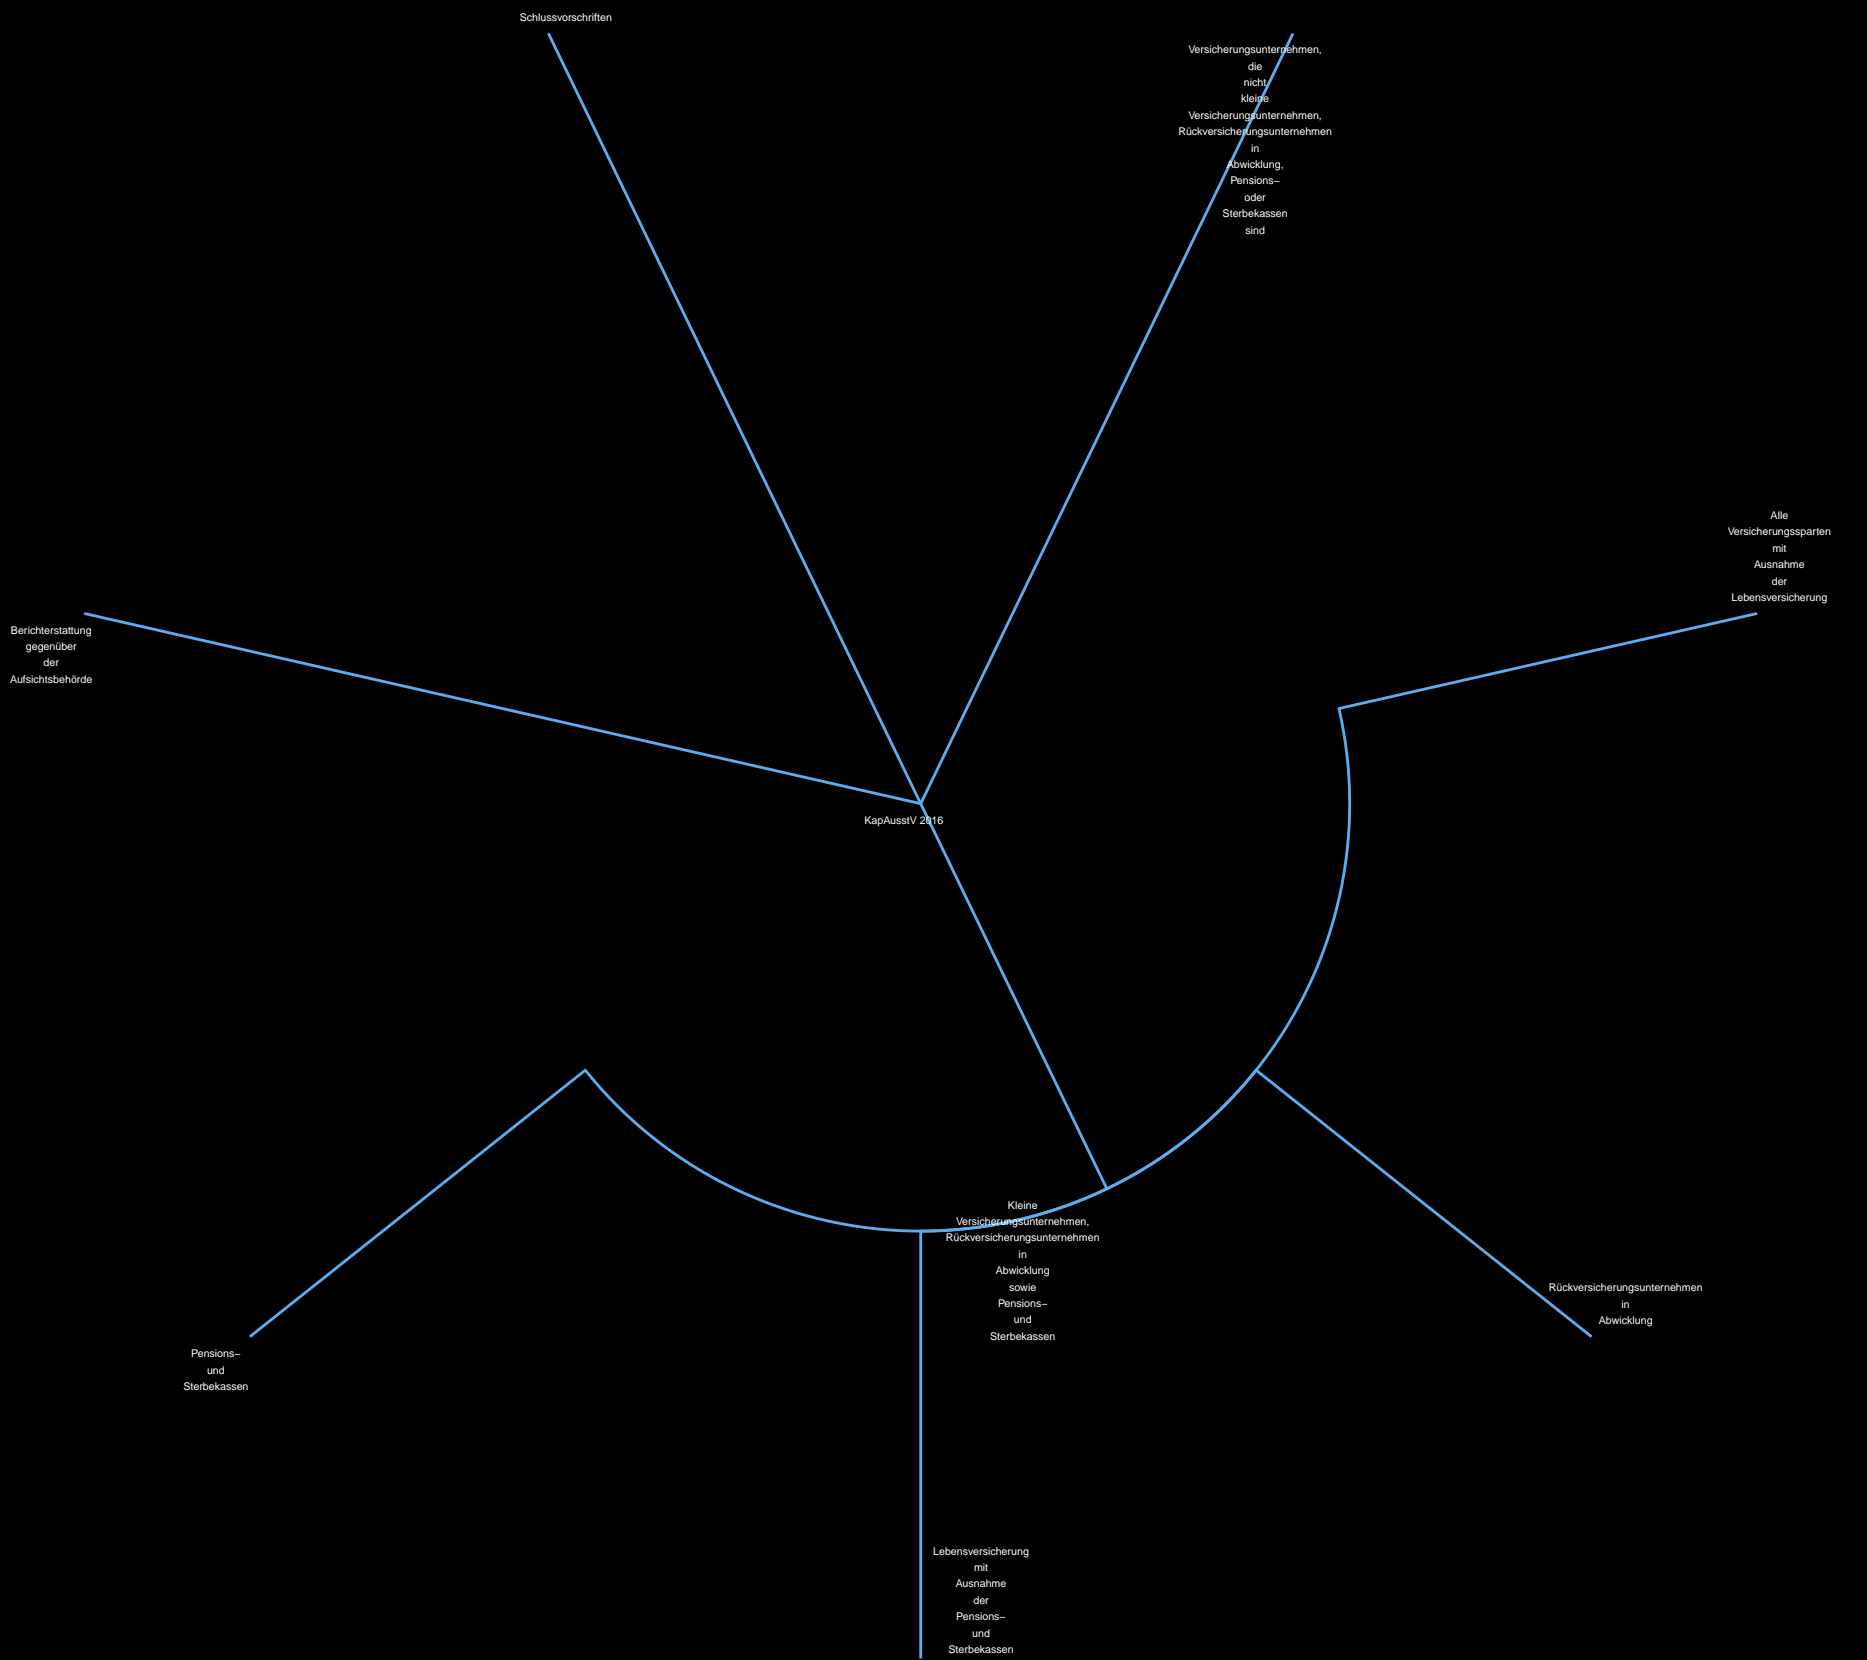 Schlussvorschriften
Versicherungsunternehmen,
die
nicht
kleine
Versicherungsunternehmen,
Rückversicherungsunternehmen
in
Abwicklung,
Pensions–
oder
Sterbekassen
sind
Alle
Versicherungssparten
mit
Ausnahme
der
Lebensversicherung
Berichterstattung
gegenüber
der
Aufsichtsbehörde
KapAusstV 2016
Kleine
Versicherungsunternehmen,
Rückversicherungsunternehmen
in
Abwicklung
sowie
Pensions–
und
Sterbekassen
Rückversicherungsunternehmen
in
Abwicklung
Pensions–
und
Sterbekassen
Lebensversicherung
mit
Ausnahme
der
Pensions–
und
Sterbekassen